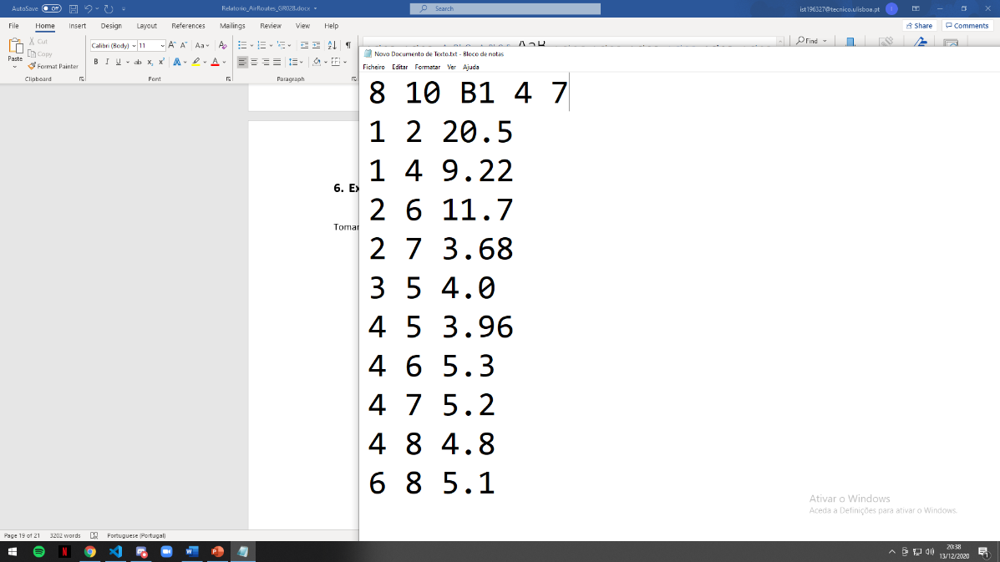 AutoSave Off Relatorio_AirRoutes_GR028.docx Search ist196327@tecnico.ulisboa.pt I
File Home Insert Design Layout References Mailings Review View Help Share Comments
Paste Cut Copy Format Painter
Calibri (Body) 11 Aa
B I U ab x₂ x² A A
Find
Clipboard Font Paragraph
Novo Documento de Texto.txt - Bloco de notas
Ficheiro Editar Formatar Ver Ajuda
8 10 B1 4 7
1 2 20.5
1 4 9.22
2 6 11.7
2 7 3.68
3 5 4.0
4 5 3.96
4 6 5.3
4 7 5.2
4 8 4.8
6 8 5.1
6.
Ativar o Windows
Aceda a Definições para ativar o Windows.
Page 19 of 21 3202 words Portuguese (Portugal)
20:38
13/12/2020
1